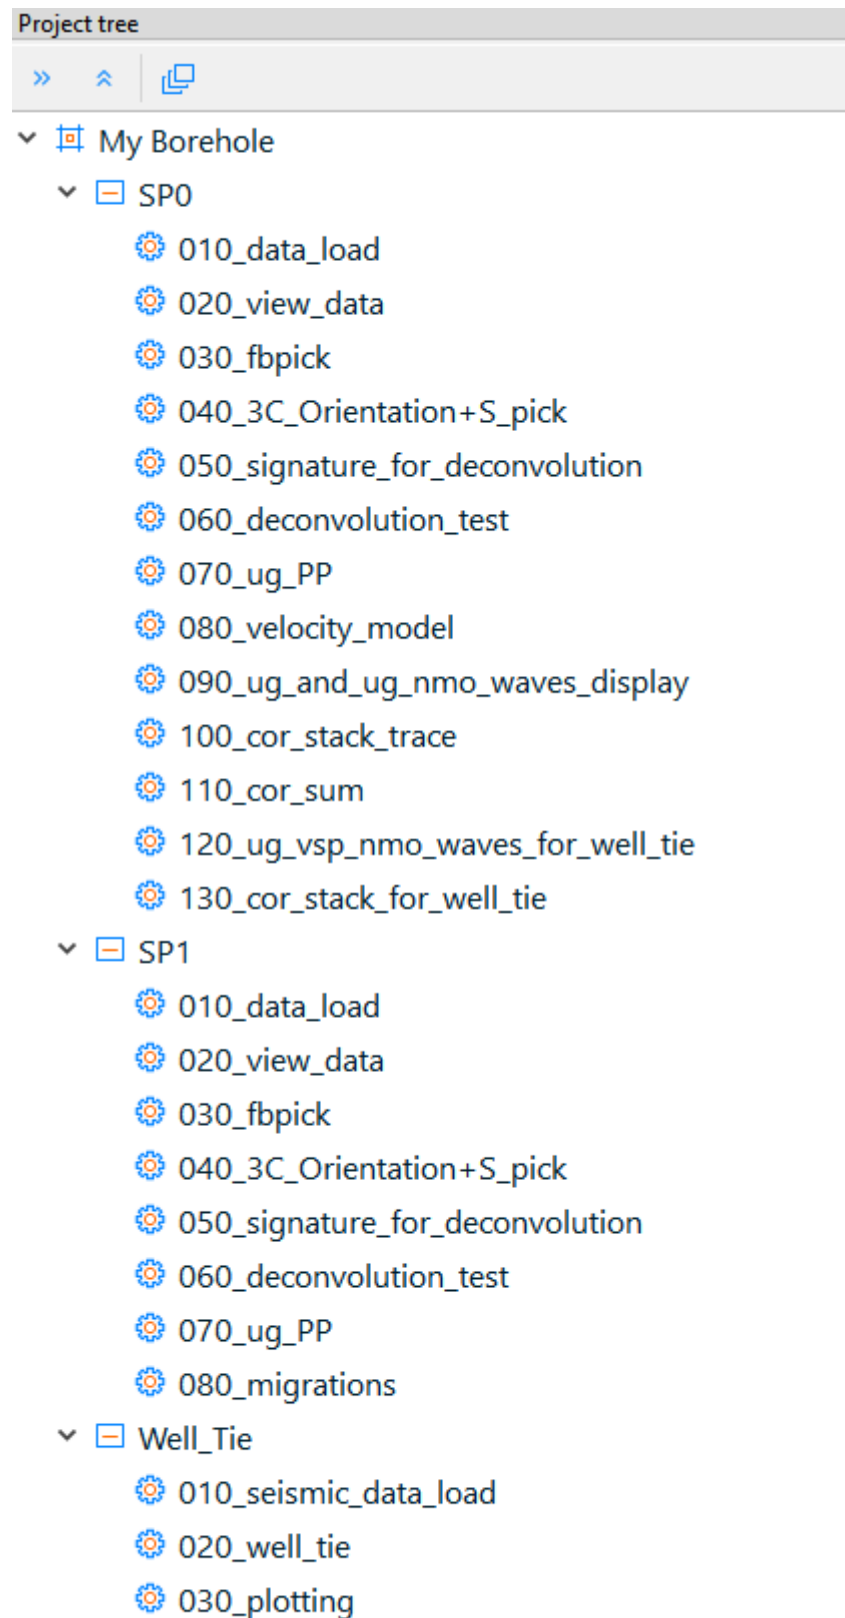 Project tree
My Borehole
SP0
010_data_load
020_view_data
030_fbpick
040_3C_Orientation+S_pick
050_signature_for_deconvolution
060_deconvolution_test
070_ug_PP
080_velocity_model
090_ug_and_ug_nmo_waves_display
100_cor_stack_trace
110_cor_sum
120_ug_vsp_nmo_waves_for_well_tie
130_cor_stack_for_well_tie
SP1
010_data_load
020_view_data
030_fbpick
040_3C_Orientation+S_pick
050_signature_for_deconvolution
060_deconvolution_test
070_ug_PP
080_migrations
Well_Tie
010_seismic_data_load
020_well_tie
030_plotting